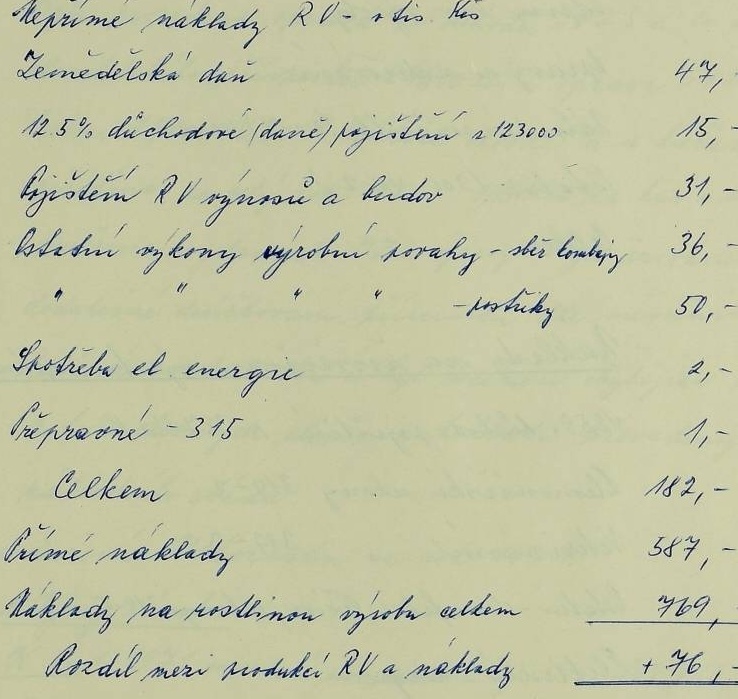 Nepřímé náklady RV - v tis. Kčs
Zemědělská daň 47,-
12.5% důchodové (daně) pojištění z 123000 15,-
Pojištění RV výnosů a budov 31,-
Ostatní výkony výrobní povahy - sběr kombajny 36,-
" " " " - postřiky 50,-
Spotřeba el energie 2,-
Přepravné - 315 1,-
Celkem 182,-
Přímé náklady 587,-
Náklady na rostlinou výrobu celkem 769,-
Rozdíl mezi produkcí RV a náklady + 76,-